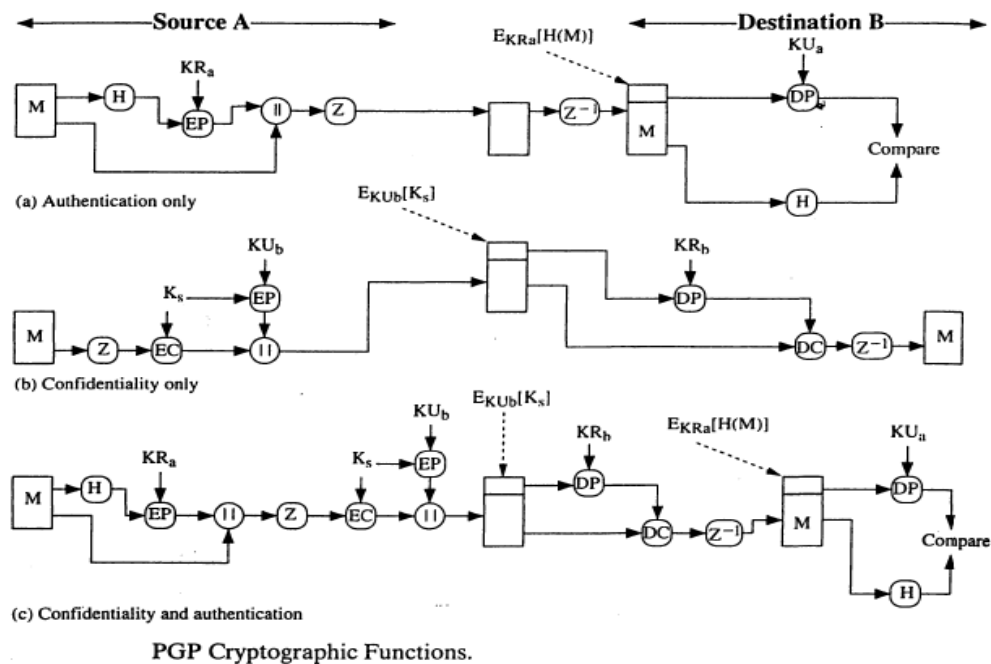 Source A
Destination B
E_KRa[H(M)]
KU_a
KR_a
M
H
EP
||
Z
Z⁻¹
M
DP
Compare
H
(a) Authentication only
E_KUb[K_s]
KU_b
KR_b
K_s
EP
DP
M
Z
EC
||
DC
Z⁻¹
M
(b) Confidentiality only
E_KUb[K_s]
KU_b
KR_b
E_KRa[H(M)]
KU_a
KR_a
K_s
EP
M
H
EP
||
Z
EC
||
DP
DC
Z⁻¹
M
DP
Compare
H
(c) Confidentiality and authentication
PGP Cryptographic Functions.